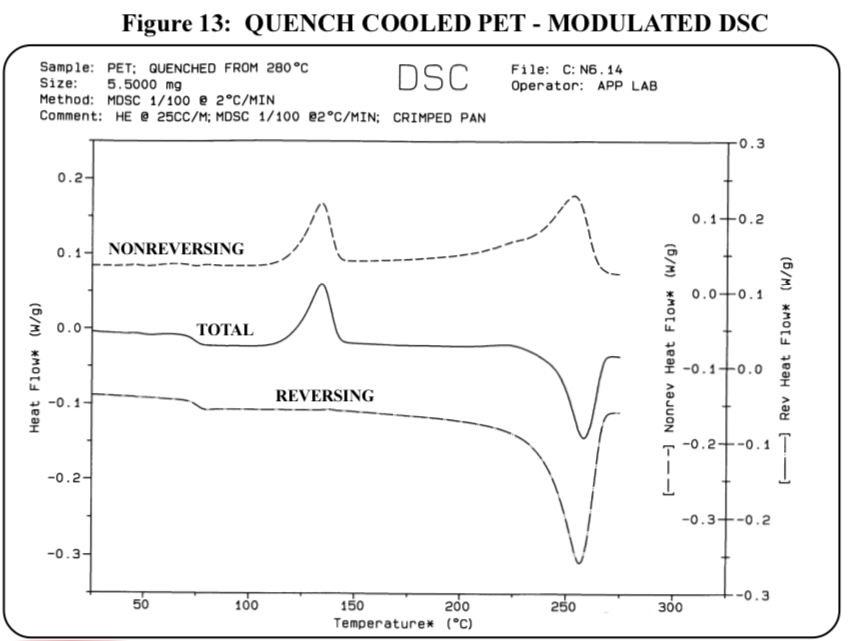 Figure 13: QUENCH COOLED PET - MODULATED DSC
Sample: PET; QUENCHED FROM 280°C
Size: 5.5000 mg
Method: MDSC 1/100 @ 2°C/MIN
Comment: HE @ 25CC/M; MDSC 1/100 @2°C/MIN; CRIMPED PAN
DSC
File: C: N6.14
Operator: APP LAB
0.2
0.1
0.0
-0.1
-0.2
-0.3
Heat Flow* (W/g)
NONREVERSING
TOTAL
REVERSING
0.1
0.0
-0.1
-0.2
-0.3
[----] Nonrev Heat Flow* (W/g)
0.3
0.2
0.1
0.0
-0.1
-0.2
-0.3
[— —] Rev Heat Flow* (W/g)
50
100
150
200
250
300
Temperature* (°C)